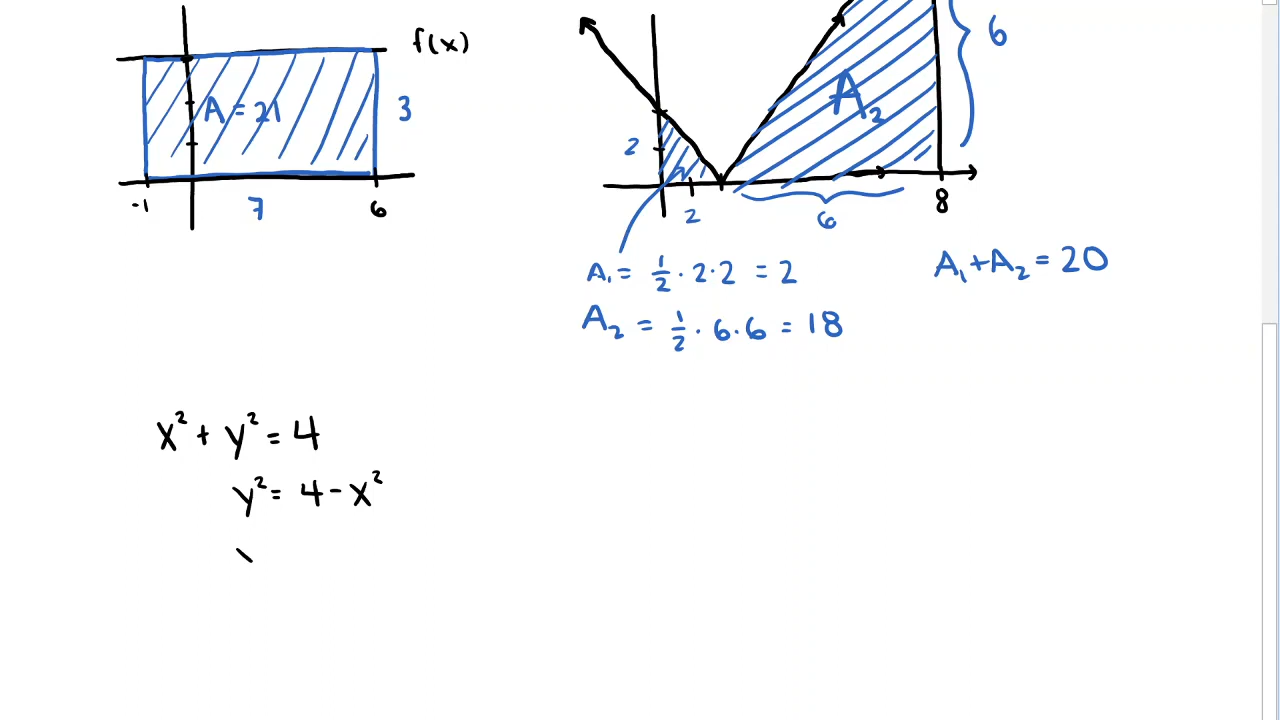 f(x)
A = 21
3
-1
7
6
6
A₂
2
2
6
8
A₁ = 1/2 · 2 · 2 = 2
A₁ + A₂ = 20
A₂ = 1/2 · 6 · 6 = 18
x² + y² = 4
y² = 4 - x²